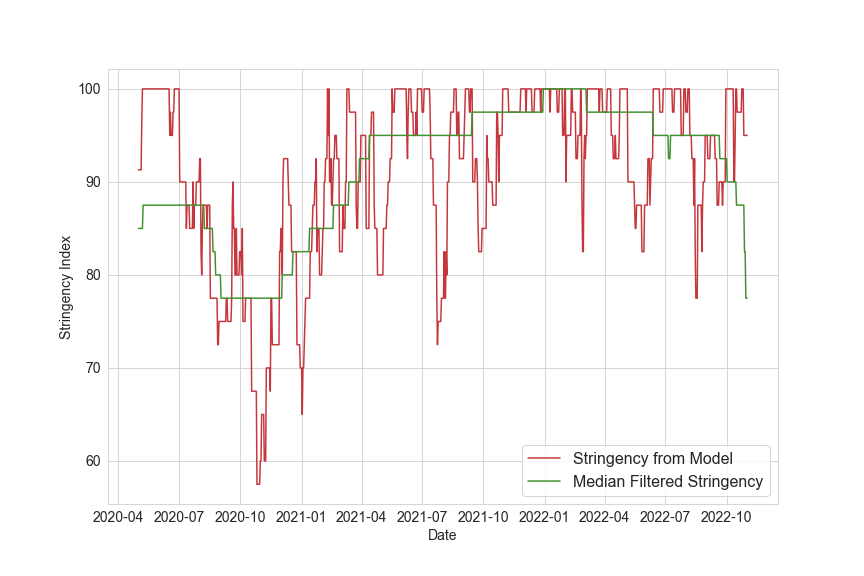 100
90
80
70
60
Stringency Index
Stringency from Model
Median Filtered Stringency
2020-04 2020-07 2020-10 2021-01 2021-04 2021-07 2021-10 2022-01 2022-04 2022-07 2022-10
Date